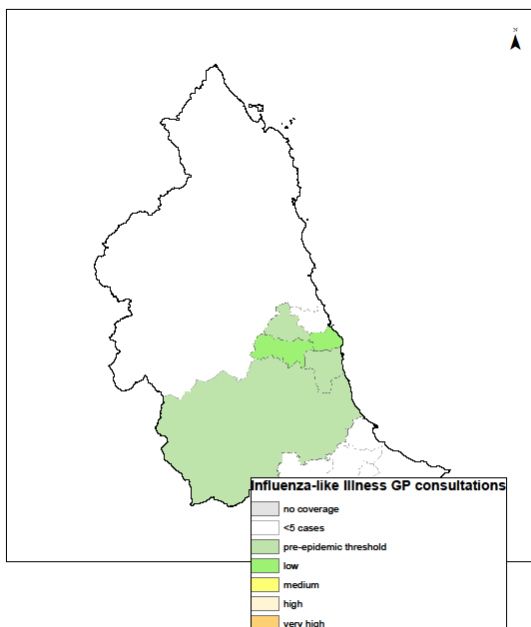 N
Influenza-like Illness GP consultations
no coverage
<5 cases
pre-epidemic threshold
low
medium
high
very high